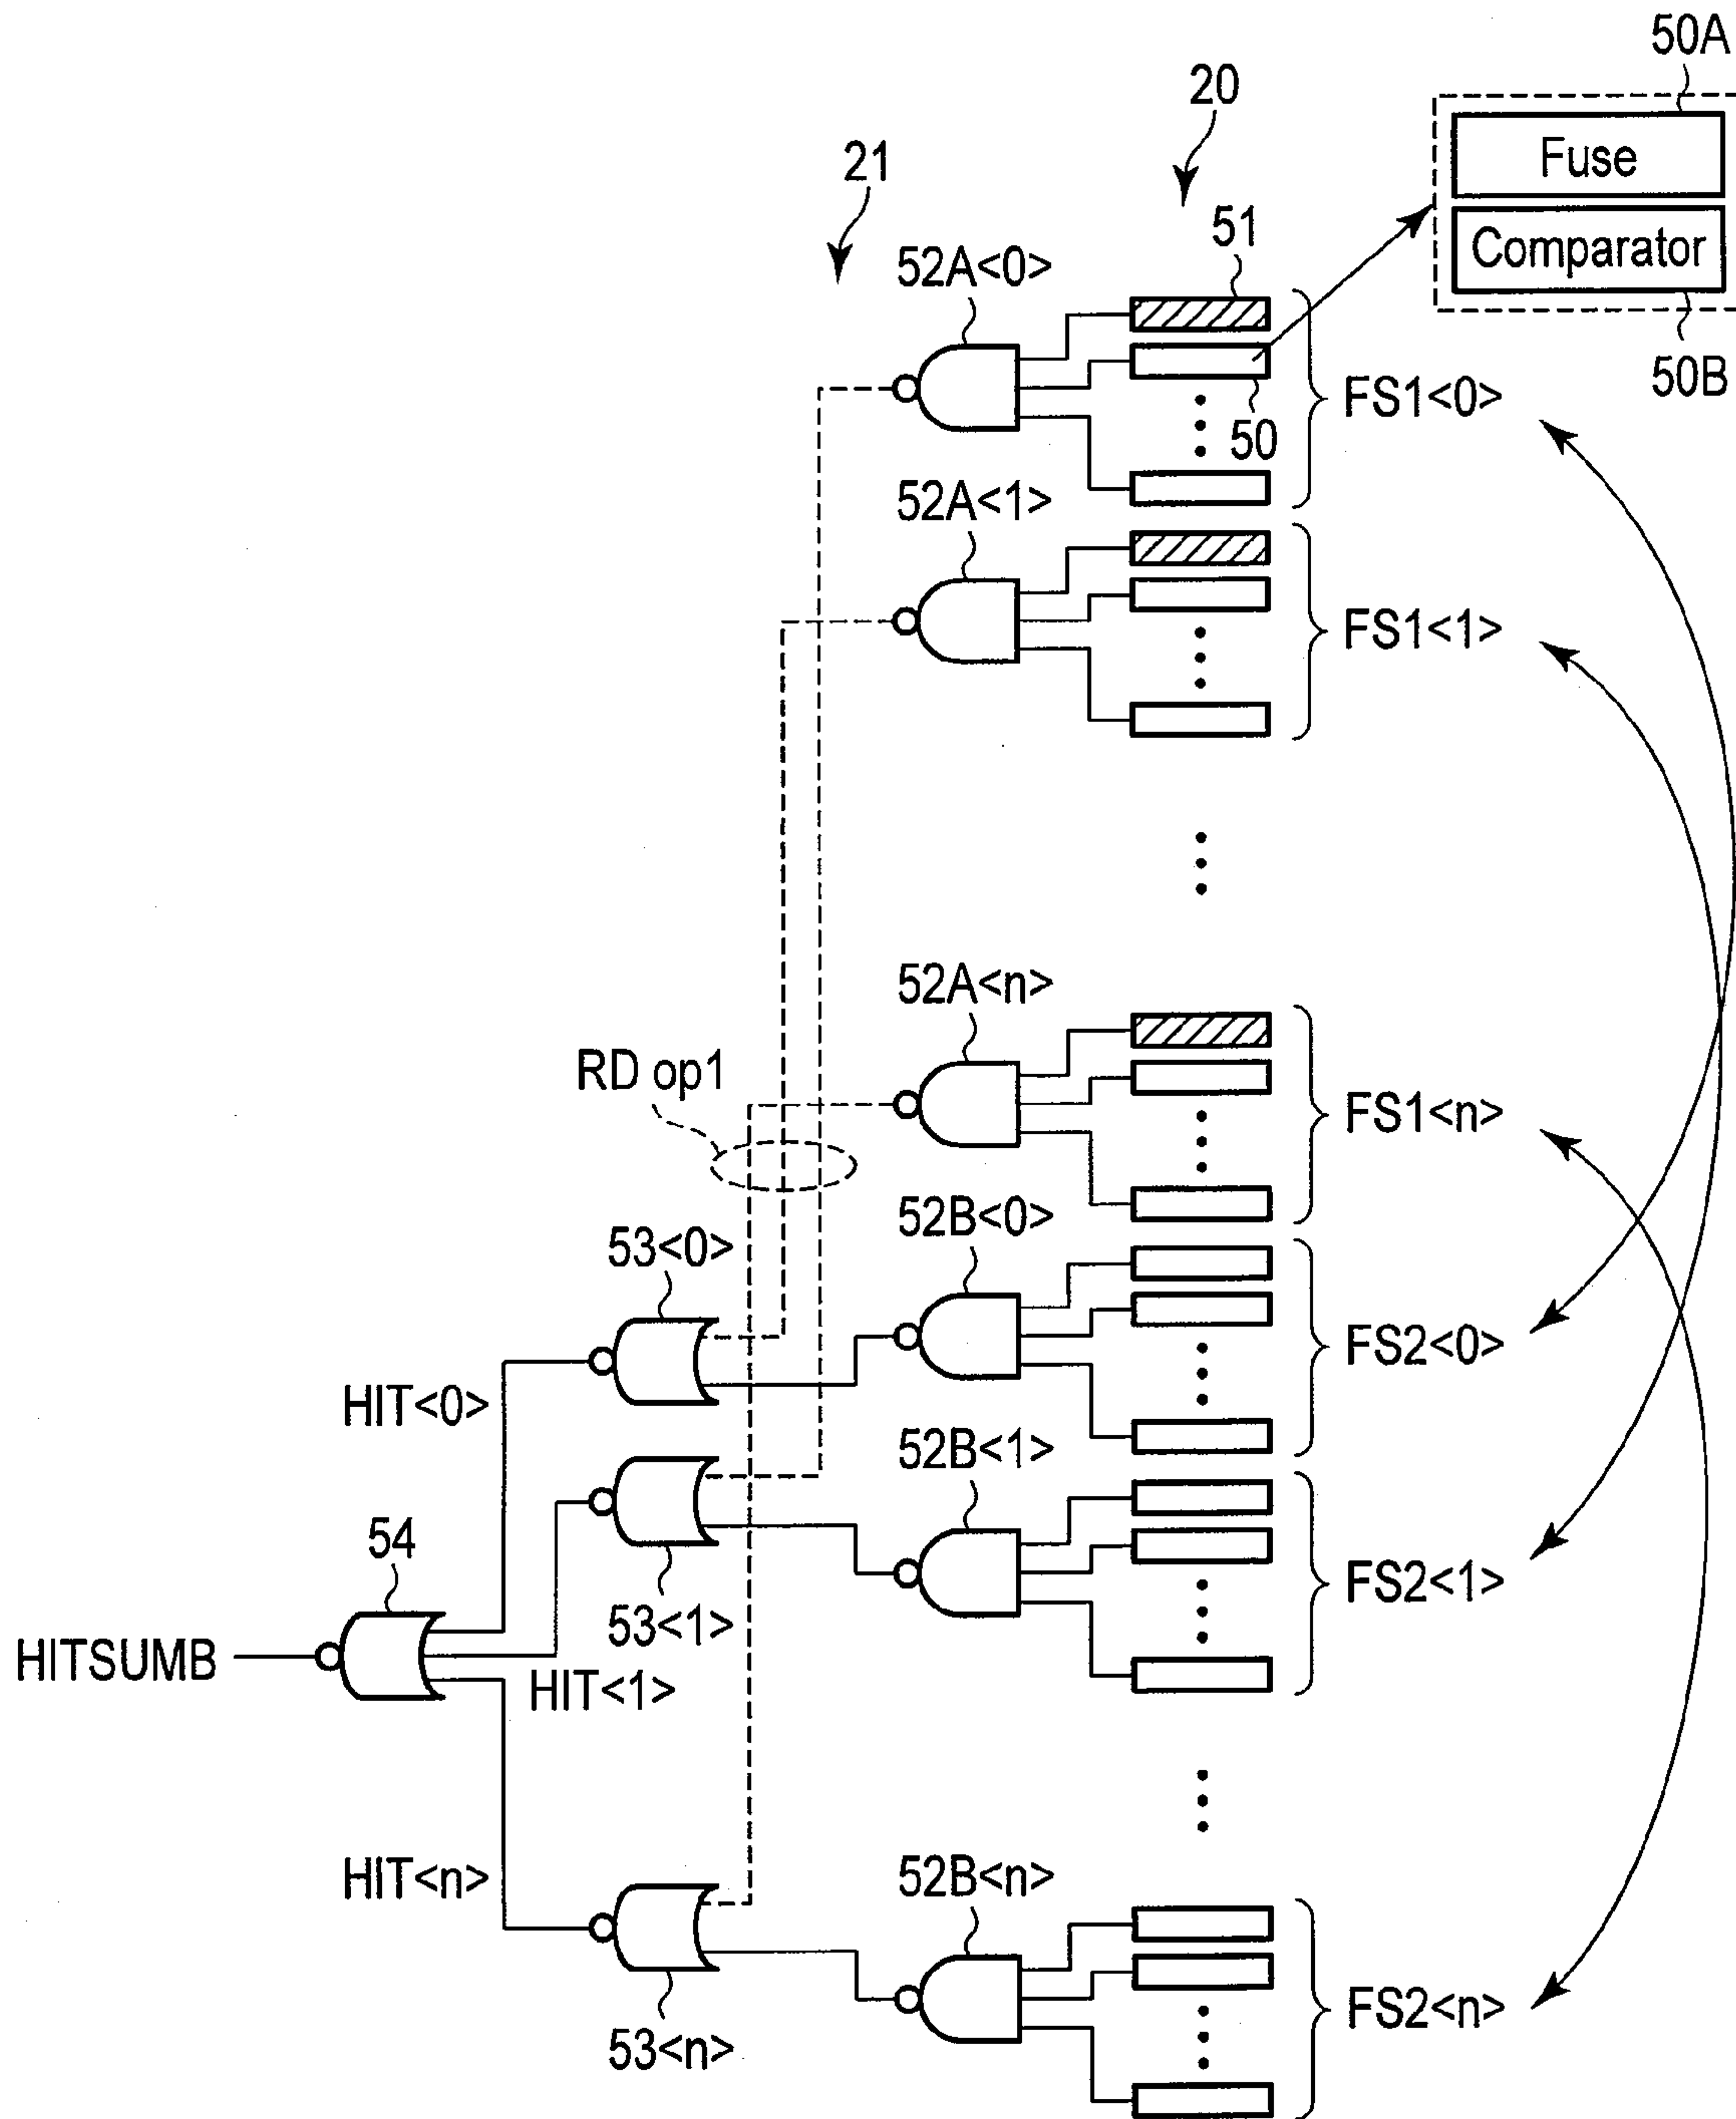 50A
20
Fuse
21
51
Comparator
52A<0>
50B
FS1<0>
50
52A<1>
FS1<1>
52A<n>
RD op1
FS1<n>
52B<0>
53<0>
FS2<0>
HIT<0>
52B<1>
54
FS2<1>
53<1>
HITSUMB
HIT<1>
52B<n>
HIT<n>
FS2<n>
53<n>